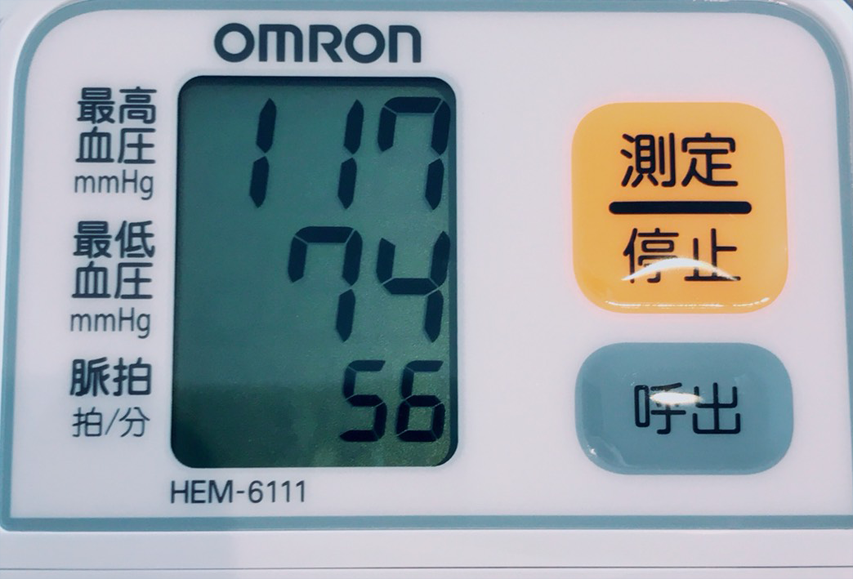 OMRON
最高
血圧
mmHg
117
最低
血圧
mmHg
74
脈拍
拍/分
56
HEM-6111
測定
停止
呼出